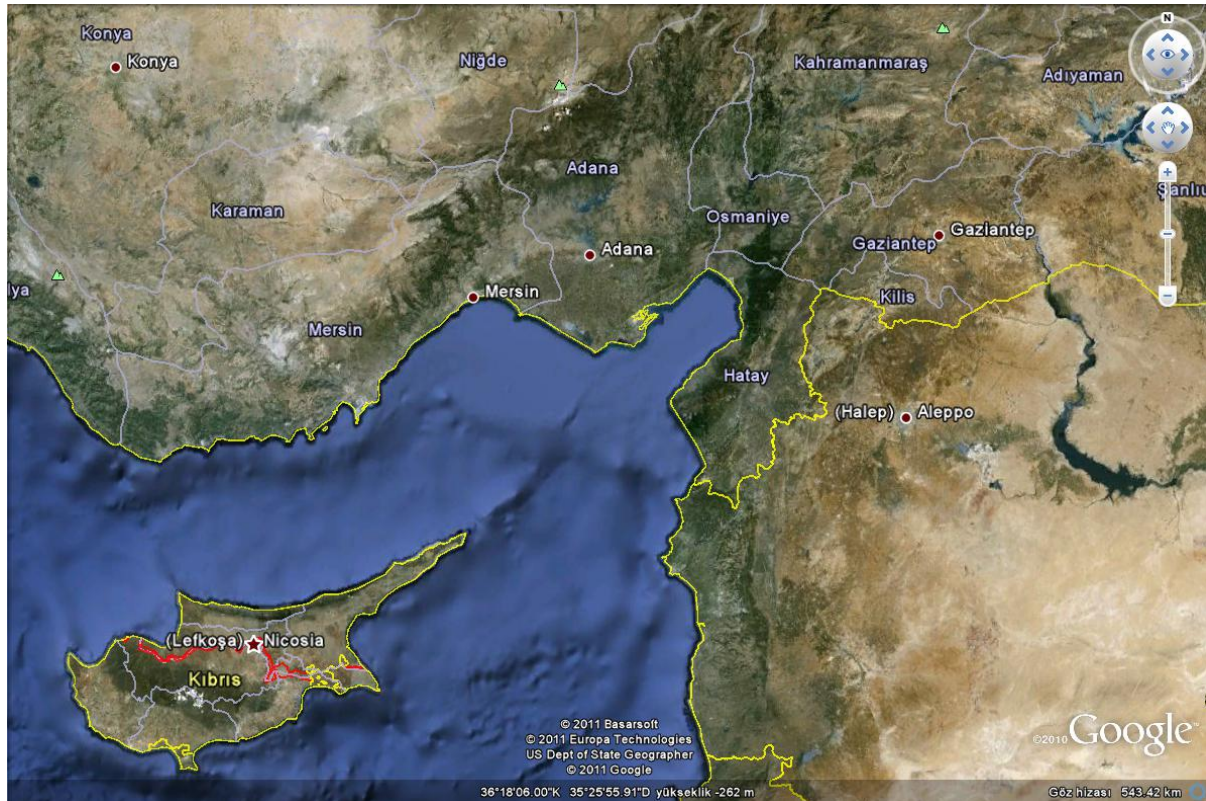 N
Konya
Konya
Niğde
Kahramanmaraş
Adıyaman
Adana
Karaman
Osmaniye
Şanlıu
Gaziantep
Gaziantep
Adana
lya
Mersin
Kilis
Mersin
Hatay
(Halep) Aleppo
(Lefkoşa) Nicosia
Kıbrıs
© 2011 Basarsoft
© 2011 Europa Technologies
US Dept of State Geographer
© 2011 Google
©2010 Google™
36°18'06.00"K 35°25'55.91"D yükseklik -262 m
Göz hizası 543.42 km